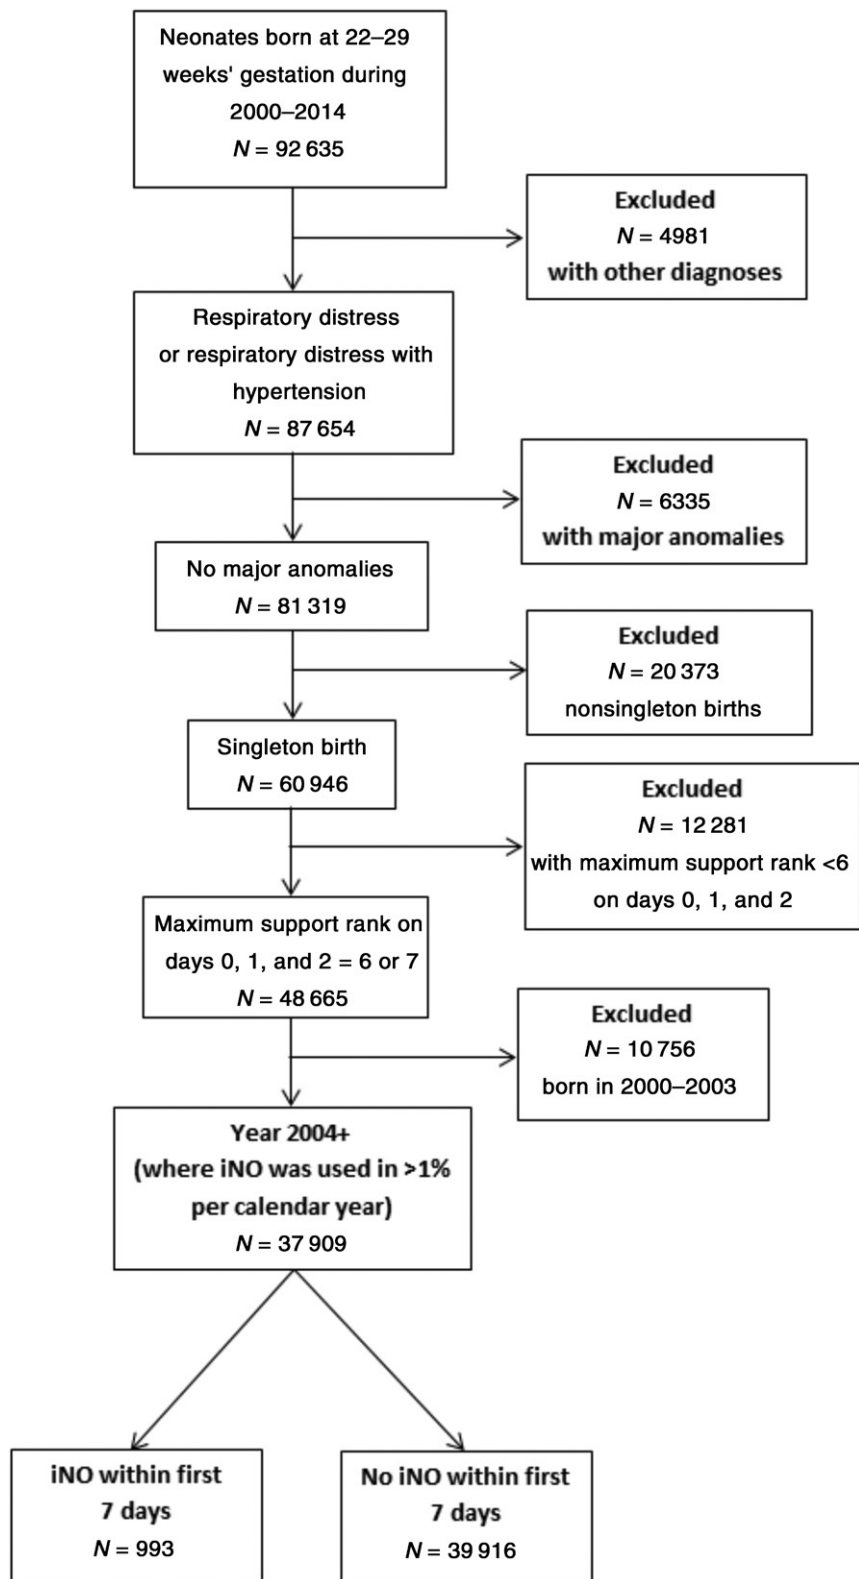 Neonates born at 22–29
weeks' gestation during
2000–2014
N = 92 635
Excluded
N = 4981
with other diagnoses
Respiratory distress
or respiratory distress with
hypertension
N = 87 654
Excluded
N = 6335
with major anomalies
No major anomalies
N = 81 319
Excluded
N = 20 373
nonsingleton births
Singleton birth
N = 60 946
Excluded
N = 12 281
with maximum support rank <6
on days 0, 1, and 2
Maximum support rank on
days 0, 1, and 2 = 6 or 7
N = 48 665
Excluded
N = 10 756
born in 2000–2003
Year 2004+
(where iNO was used in >1%
per calendar year)
N = 37 909
iNO within first
7 days
N = 993
No iNO within first
7 days
N = 39 916